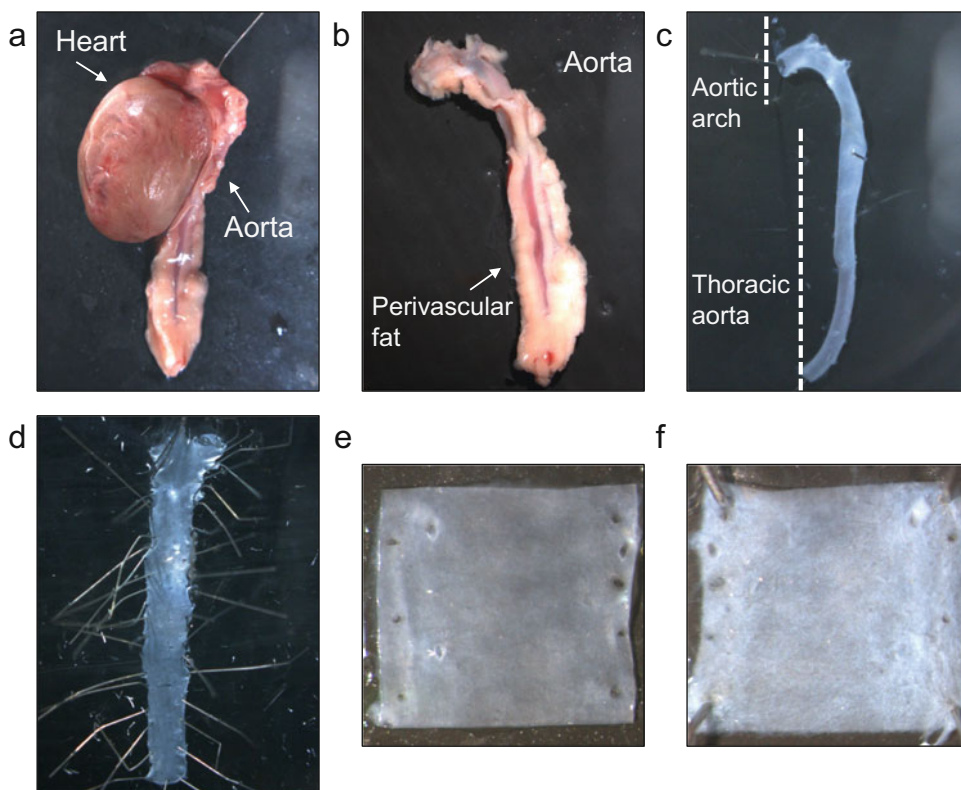 a
Heart
Aorta
b
Aorta
Perivascular
fat
c
Aortic
arch
Thoracic
aorta
d
e
f